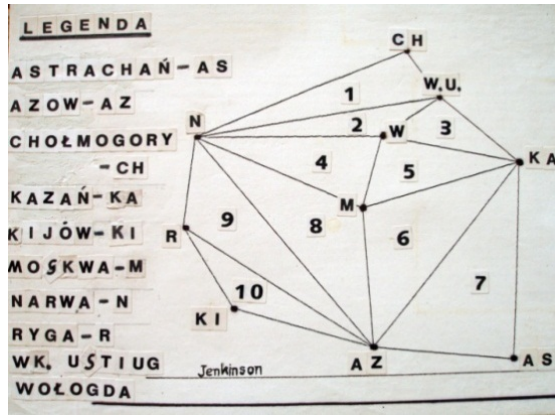 LEGENDA
ASTRACHAŃ-AS
AZOW-AZ
CHOŁMOGORY
-CH
KAZAŃ-KA
KIJÓW-KI
MOSKWA-M
NARWA-N
RYGA-R
WK. USTIUG
WOŁOGDA
CH
W.U.
1
N
2
W
3
KA
4
5
M
9
8
6
R
7
10
KI
AZ
AS
Jenkinson